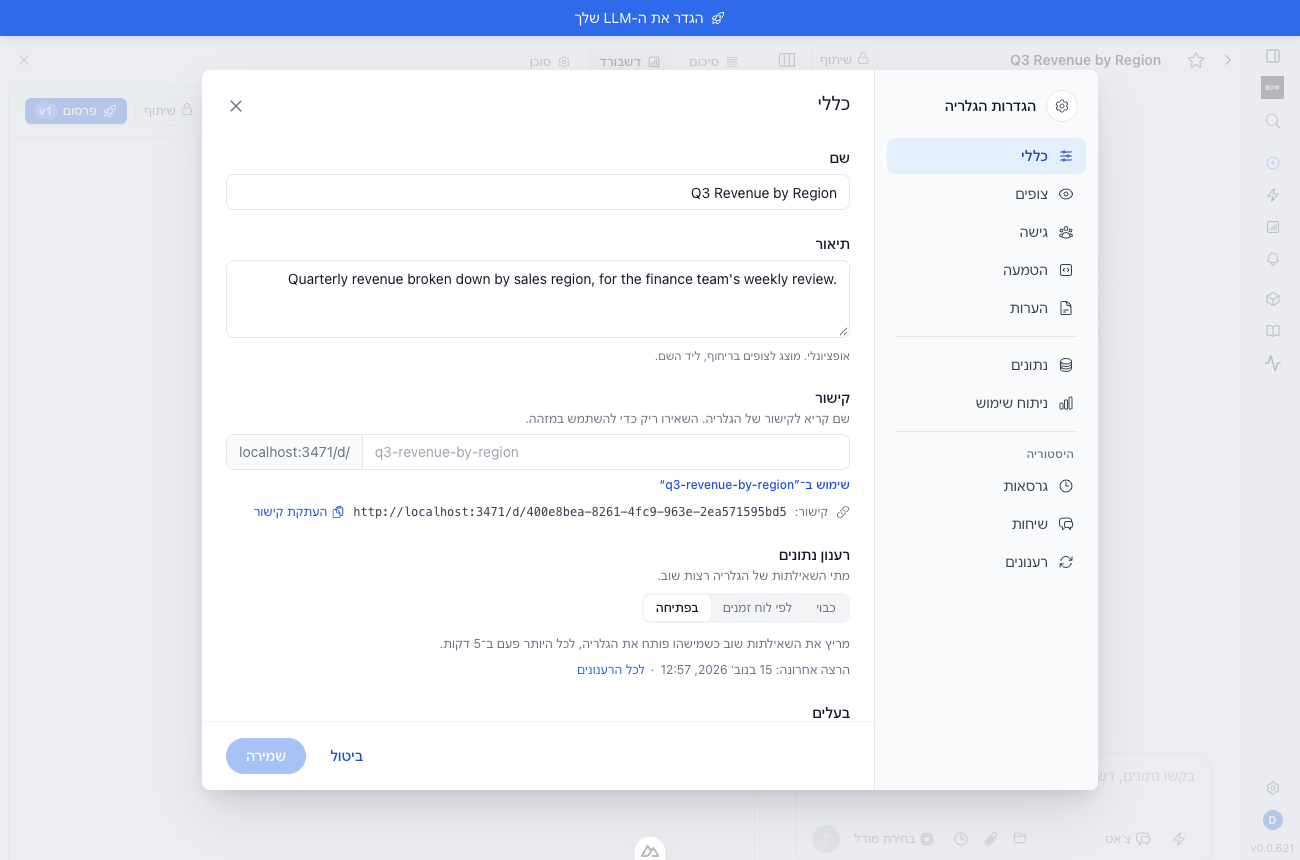 הגדר את ה-LLM שלך
Q3 Revenue by Region
שיתוף
סיכום
דשבורד
סוכן
BOW
שיתוף
פרסום v1
הגדרות הגלריה
כללי
צופים
גישה
הטמעה
הערות
נתונים
ניתוח שימוש
היסטוריה
גרסאות
שיחות
רענונים
כללי
שם
Q3 Revenue by Region
תיאור
Quarterly revenue broken down by sales region, for the finance team's weekly review.
אופציונלי. מוצג לצופים בריחוף, ליד השם.
קישור
שם קריא לקישור של הגלריה. השאירו ריק כדי להשתמש במזהה.
localhost:3471/d/ q3-revenue-by-region
שימוש ב־"q3-revenue-by-region"
קישור: http://localhost:3471/d/400e8bea-8261-4fc9-963e-2ea571595bd5 העתקת קישור
רענון נתונים
מתי השאילתות של הגלריה רצות שוב.
כבוי לפי לוח זמנים בפתיחה
מריץ את השאילתות שוב כשמישהו פותח את הגלריה, לכל היותר פעם ב־5 דקות.
הרצה אחרונה: 15 בנוב׳ 2026, 12:57 · לכל הרענונים
בעלים
ביטול
שמירה
בקשו נתונים,
צ'אט
בחירת מודל
D
v0.0.621